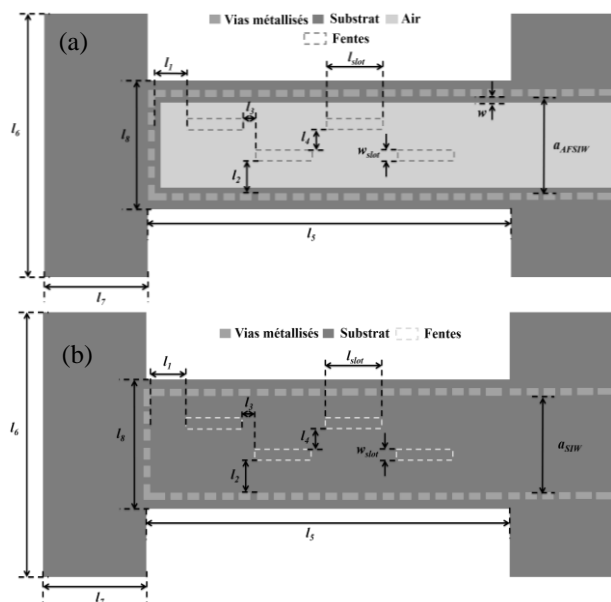 (a)
Vias métallisés Substrat Air
Fentes
l1
lslot
l3
l6
l8
l4
wslot
w
aAFSIW
l2
l5
l7
(b)
Vias métallisés Substrat Fentes
l1
lslot
l3
l6
l8
l4
wslot
aSIW
l2
l5
l7